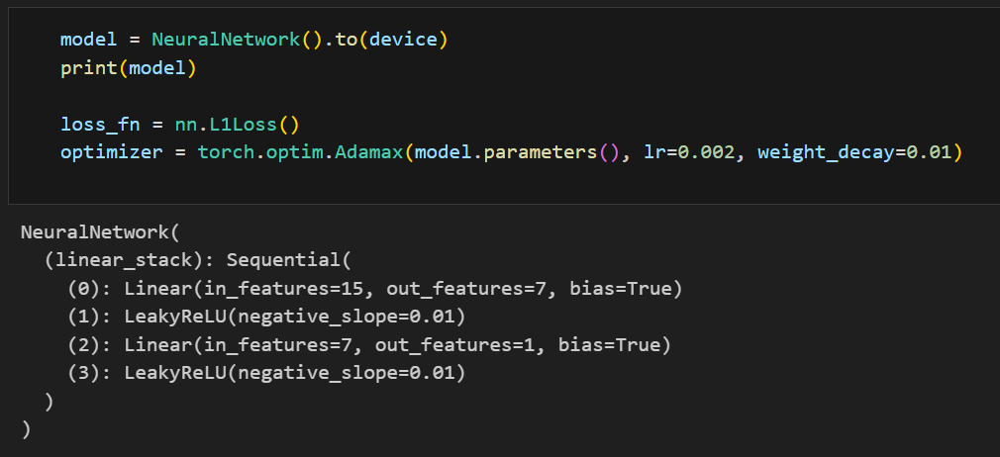 model = NeuralNetwork().to(device)
print(model)
loss_fn = nn.L1Loss()
optimizer = torch.optim.Adamax(model.parameters(), lr=0.002, weight_decay=0.01)
NeuralNetwork(
  (linear_stack): Sequential(
    (0): Linear(in_features=15, out_features=7, bias=True)
    (1): LeakyReLU(negative_slope=0.01)
    (2): Linear(in_features=7, out_features=1, bias=True)
    (3): LeakyReLU(negative_slope=0.01)
  )
)